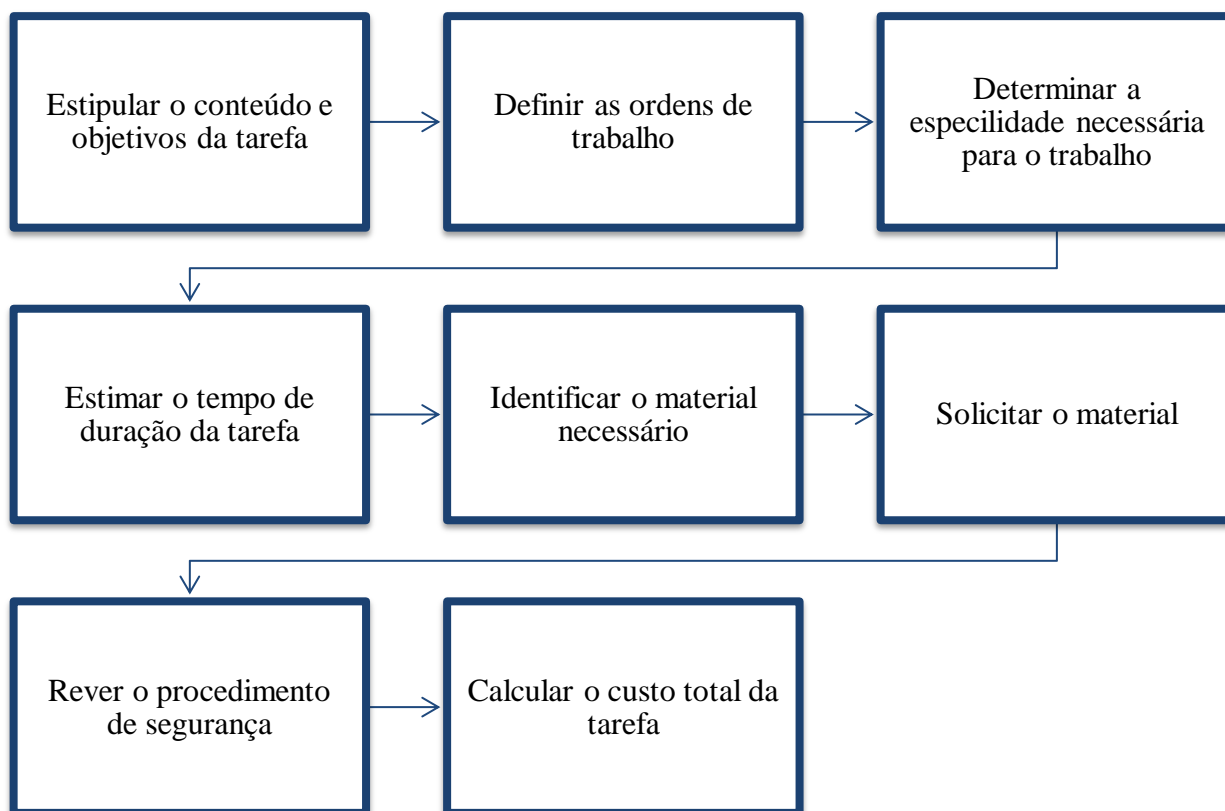 Estipular o conteúdo e
objetivos da tarefa
Definir as ordens de
trabalho
Determinar a
especilidade necessária
para o trabalho
Estimar o tempo de
duração da tarefa
Identificar o material
necessário
Solicitar o material
Rever o procedimento
de segurança
Calcular o custo total da
tarefa